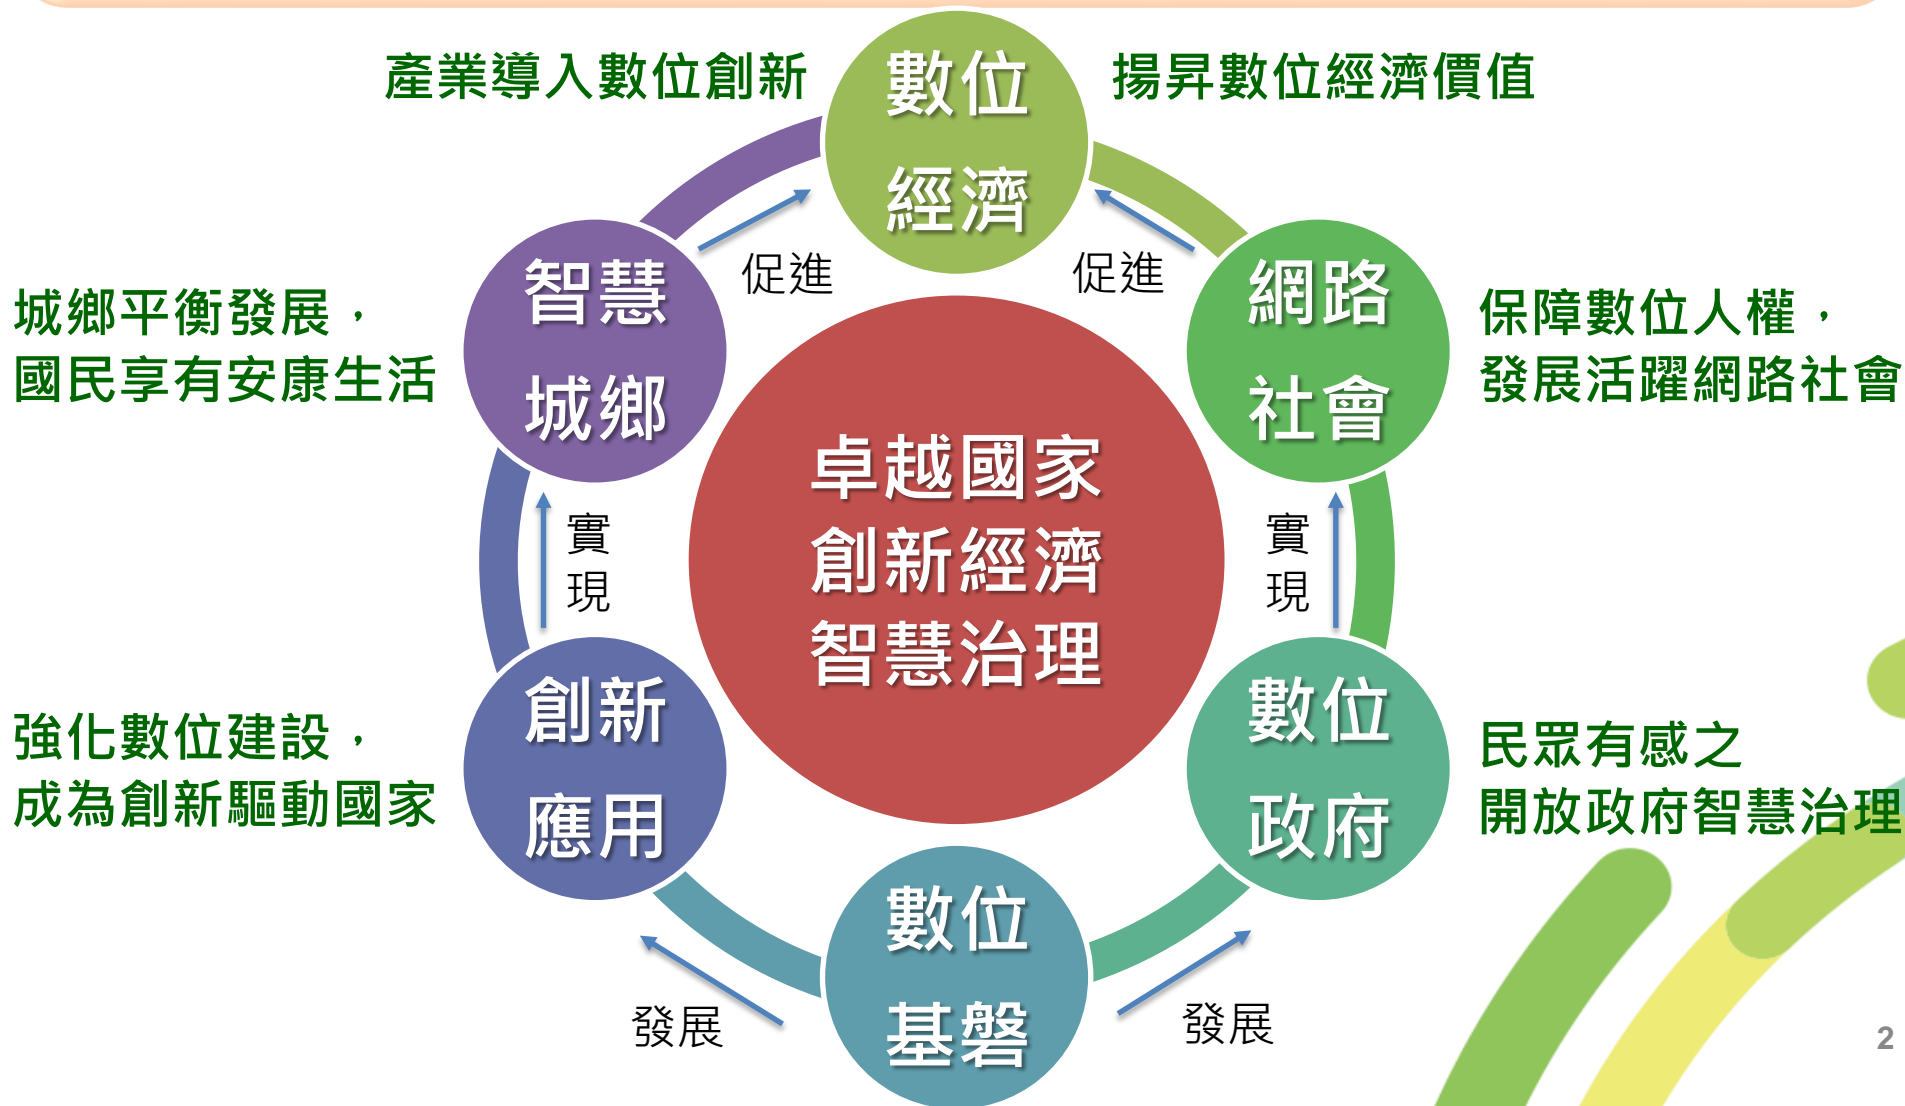 產業導入數位創新
數位
經濟
揚昇數位經濟價值
促進
促進
智慧
城鄉
城鄉平衡發展，
國民享有安康生活
網路
社會
保障數位人權，
發展活躍網路社會
卓越國家
創新經濟
智慧治理
實
現
實
現
創新
應用
強化數位建設，
成為創新驅動國家
數位
政府
民眾有感之
開放政府智慧治理
數位
基磐
發展
發展
2